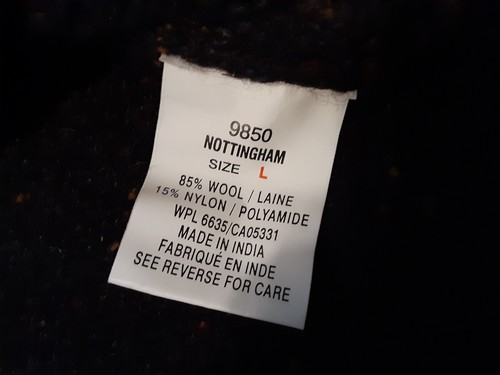 9850
NOTTINGHAM
SIZE L
85% WOOL / LAINE
15% NYLON / POLYAMIDE
WPL 6635/CA05331
MADE IN INDIA
FABRIQUÉ EN INDE
SEE REVERSE FOR CARE